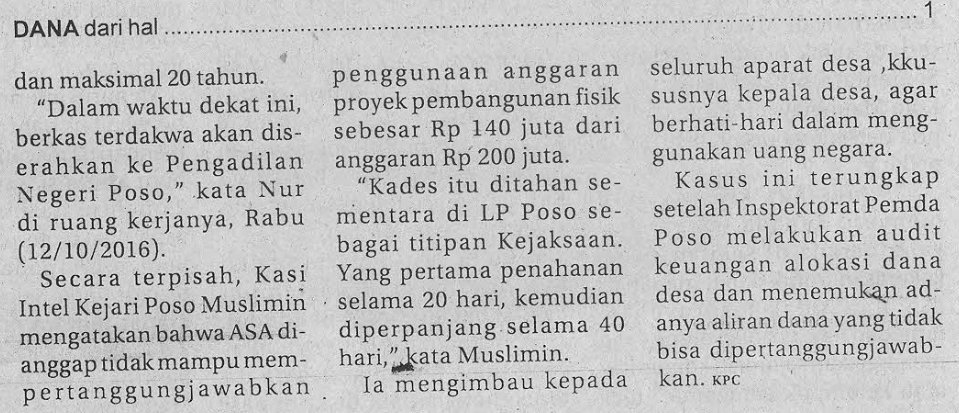 DANA dari hal ........................................................................ 1
dan maksimal 20 tahun.
“Dalam waktu dekat ini,
berkas terdakwa akan dis-
erahkan ke Pengadilan
Negeri Poso,” kata Nur
di ruang kerjanya, Rabu
(12/10/2016).
Secara terpisah, Kasi
Intel Kejari Poso Muslimin
mengatakan bahwa ASA di-
anggap tidak mampu mem-
pertanggungjawabkan
penggunaan anggaran
proyek pembangunan fisik
sebesar Rp 140 juta dari
anggaran Rp 200 juta.
“Kades itu ditahan se-
mentara di LP Poso se-
bagai titipan Kejaksaan.
Yang pertama penahanan
selama 20 hari, kemudian
diperpanjang selama 40
hari,” kata Muslimin.
Ia mengimbau kepada
seluruh aparat desa ,kku-
susnya kepala desa, agar
berhati-hari dalam meng-
gunakan uang negara.
Kasus ini terungkap
setelah Inspektorat Pemda
Poso melakukan audit
keuangan alokasi dana
desa dan menemukan ad-
anya aliran dana yang tidak
bisa dipertanggungjawab-
kan. KPC